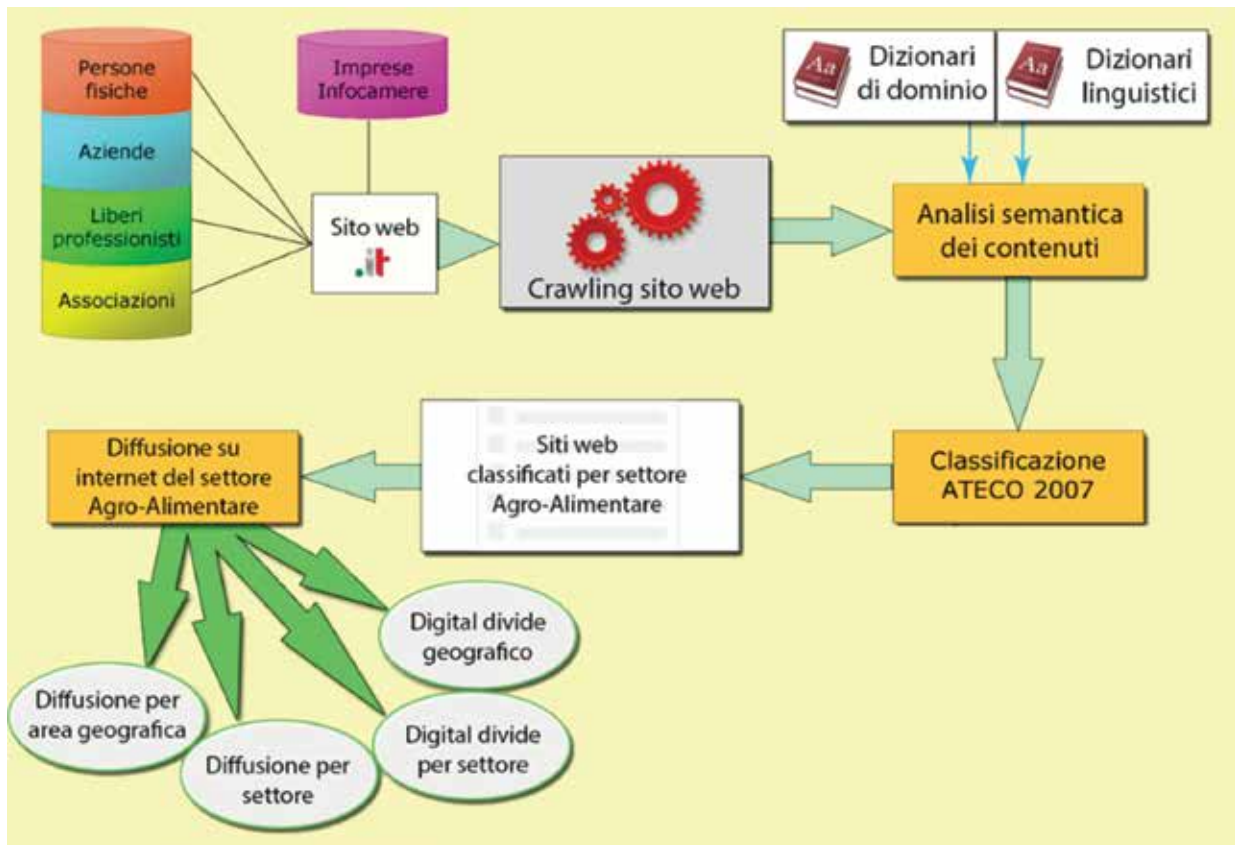 Persone
fisiche
Aziende
Liberi
professionisti
Associazioni
Imprese
Infocamere
Sito web
.it
Crawling sito web
Aa
Dizionari
di dominio
Aa
Dizionari
linguistici
Analisi semantica
dei contenuti
Classificazione
ATECO 2007
Siti web
classificati per settore
Agro-Alimentare
Diffusione su
internet del settore
Agro-Alimentare
Digital divide
geografico
Digital divide
per settore
Diffusione per
settore
Diffusione per
area geografica